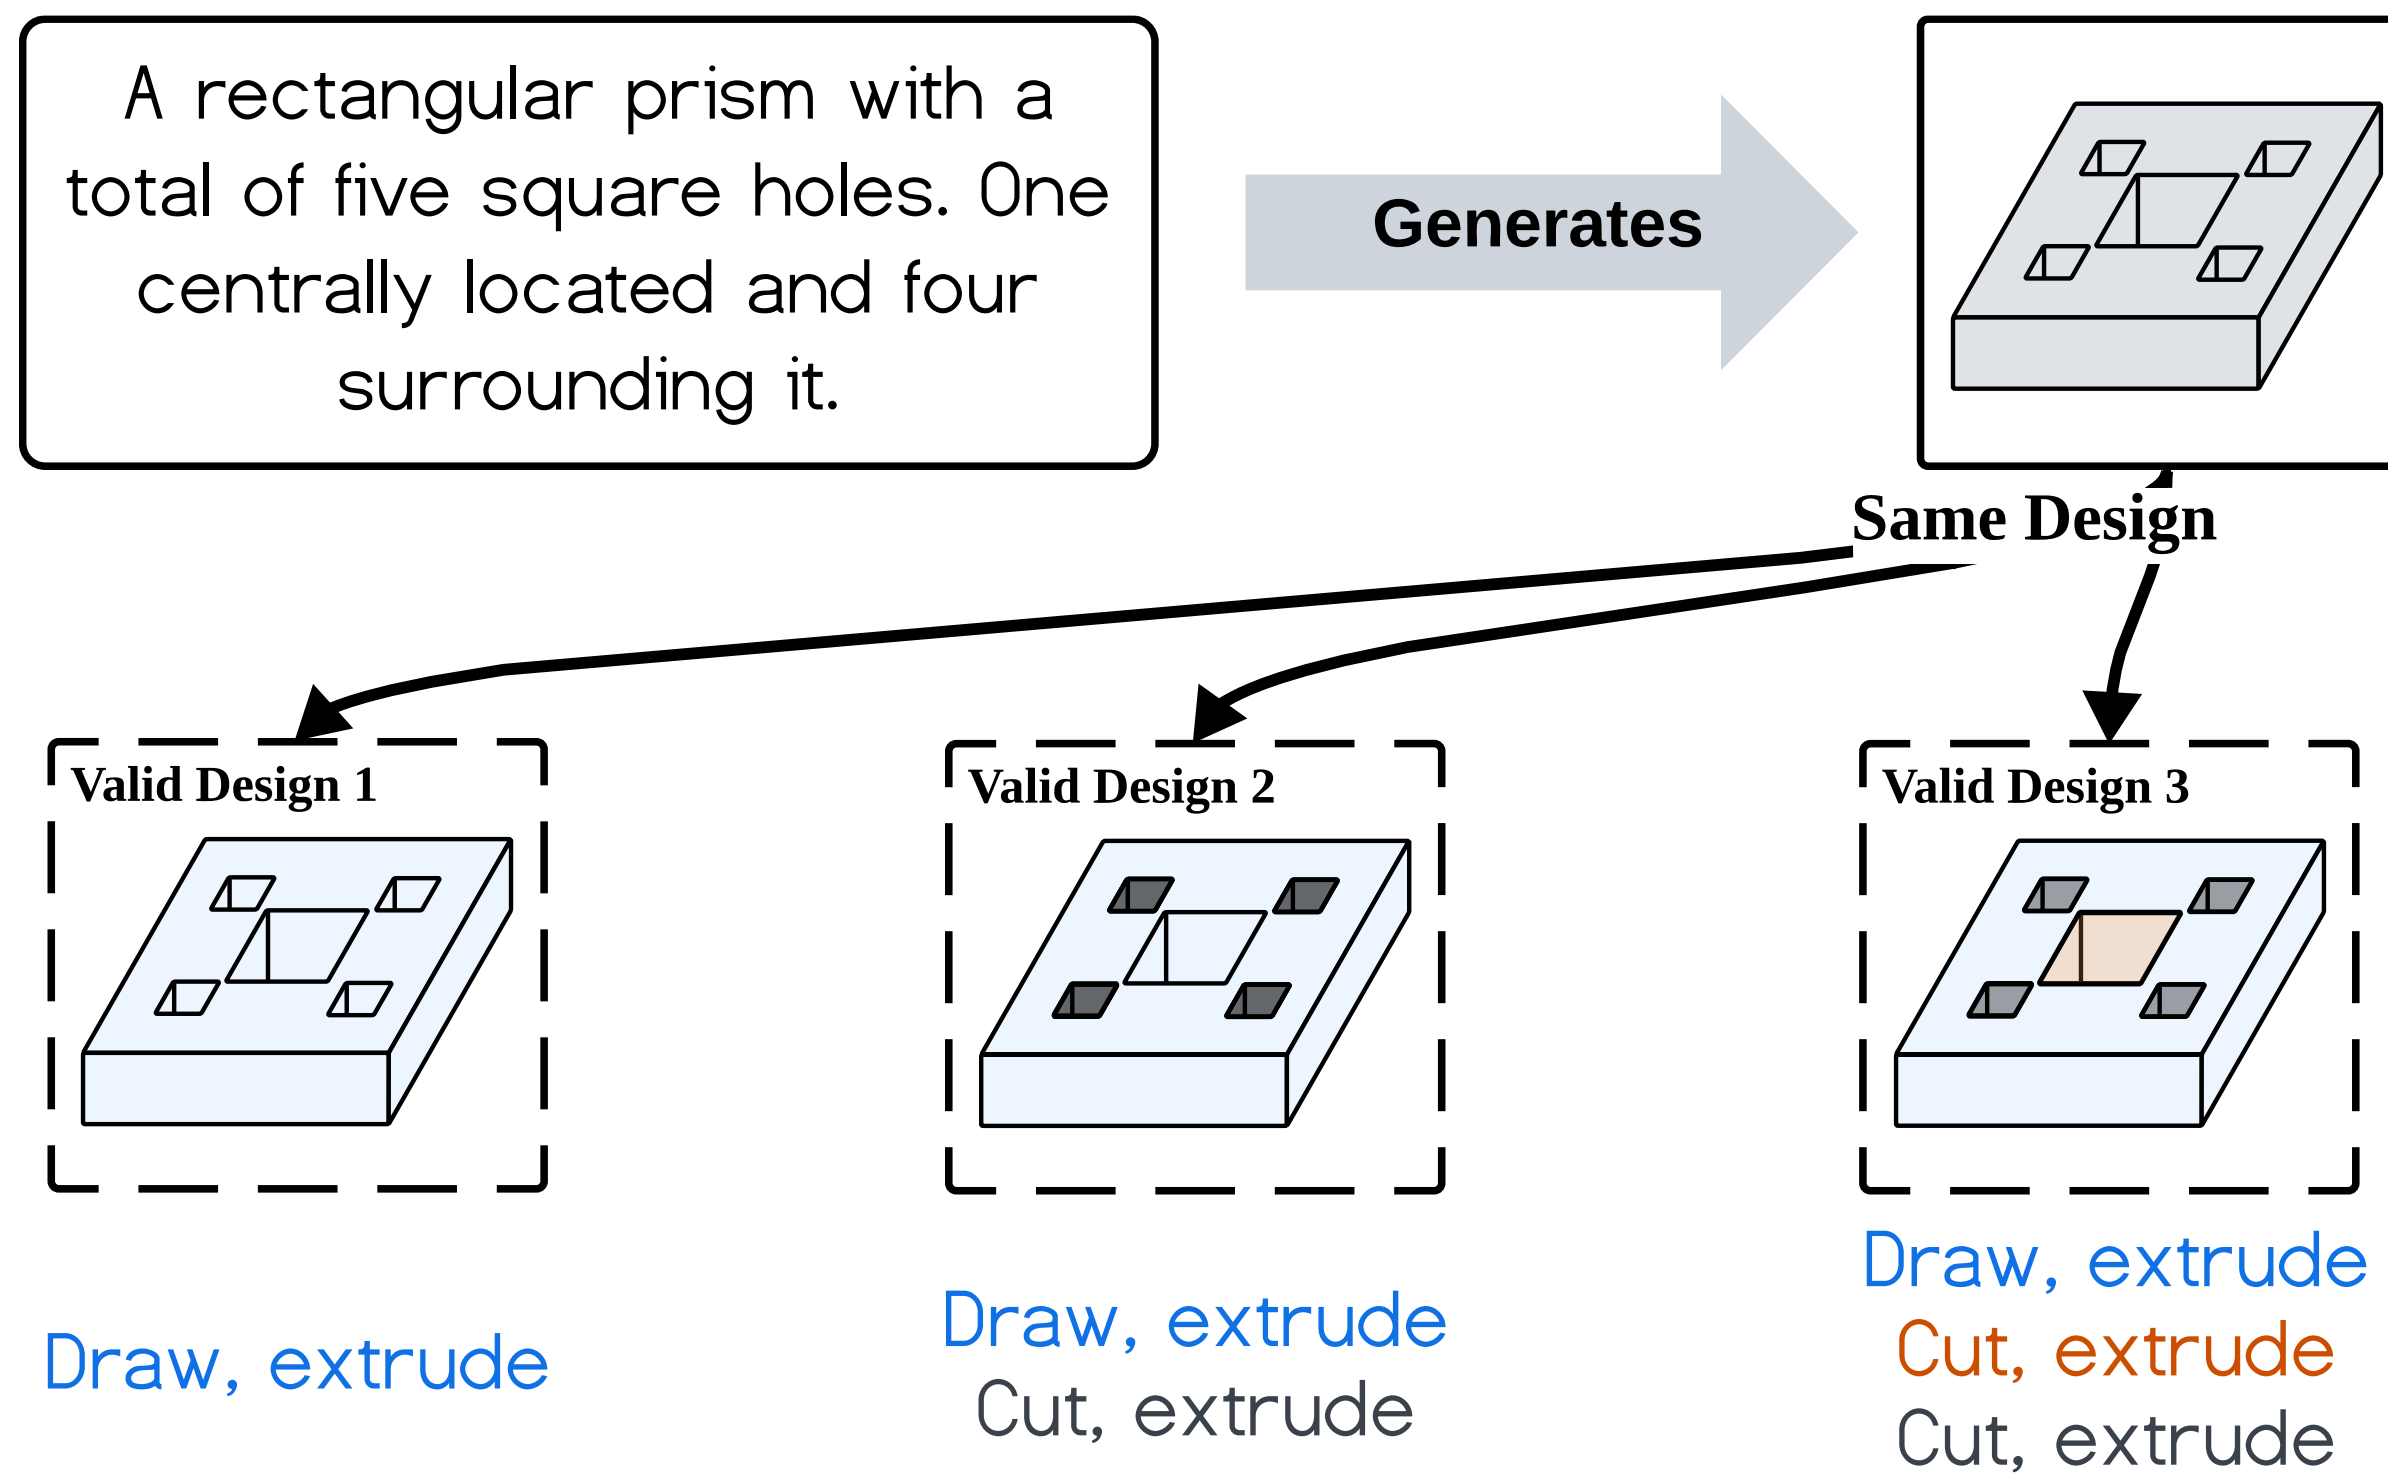 A rectangular prism with a
total of five square holes. One
centrally located and four
surrounding it.
Generates
Same Design
Valid Design 1
Valid Design 2
Valid Design 3
Draw, extrude
Draw, extrude
Cut, extrude
Draw, extrude
Cut, extrude
Cut, extrude